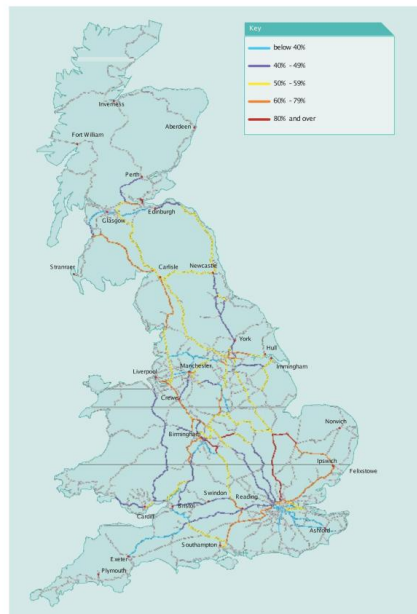 Key
below 40%
40% - 49%
50% - 59%
60% - 79%
80% and over
Inverness
Aberdeen
Fort William
Perth
Edinburgh
Glasgow
Stranraer
Carlisle
Newcastle
York
Hull
Immingham
Liverpool
Manchester
Crewe
Norwich
Birmingham
Ipswich
Felixstowe
Swindon
Reading
Cardiff
Bristol
Ashford
Southampton
Exeter
Plymouth